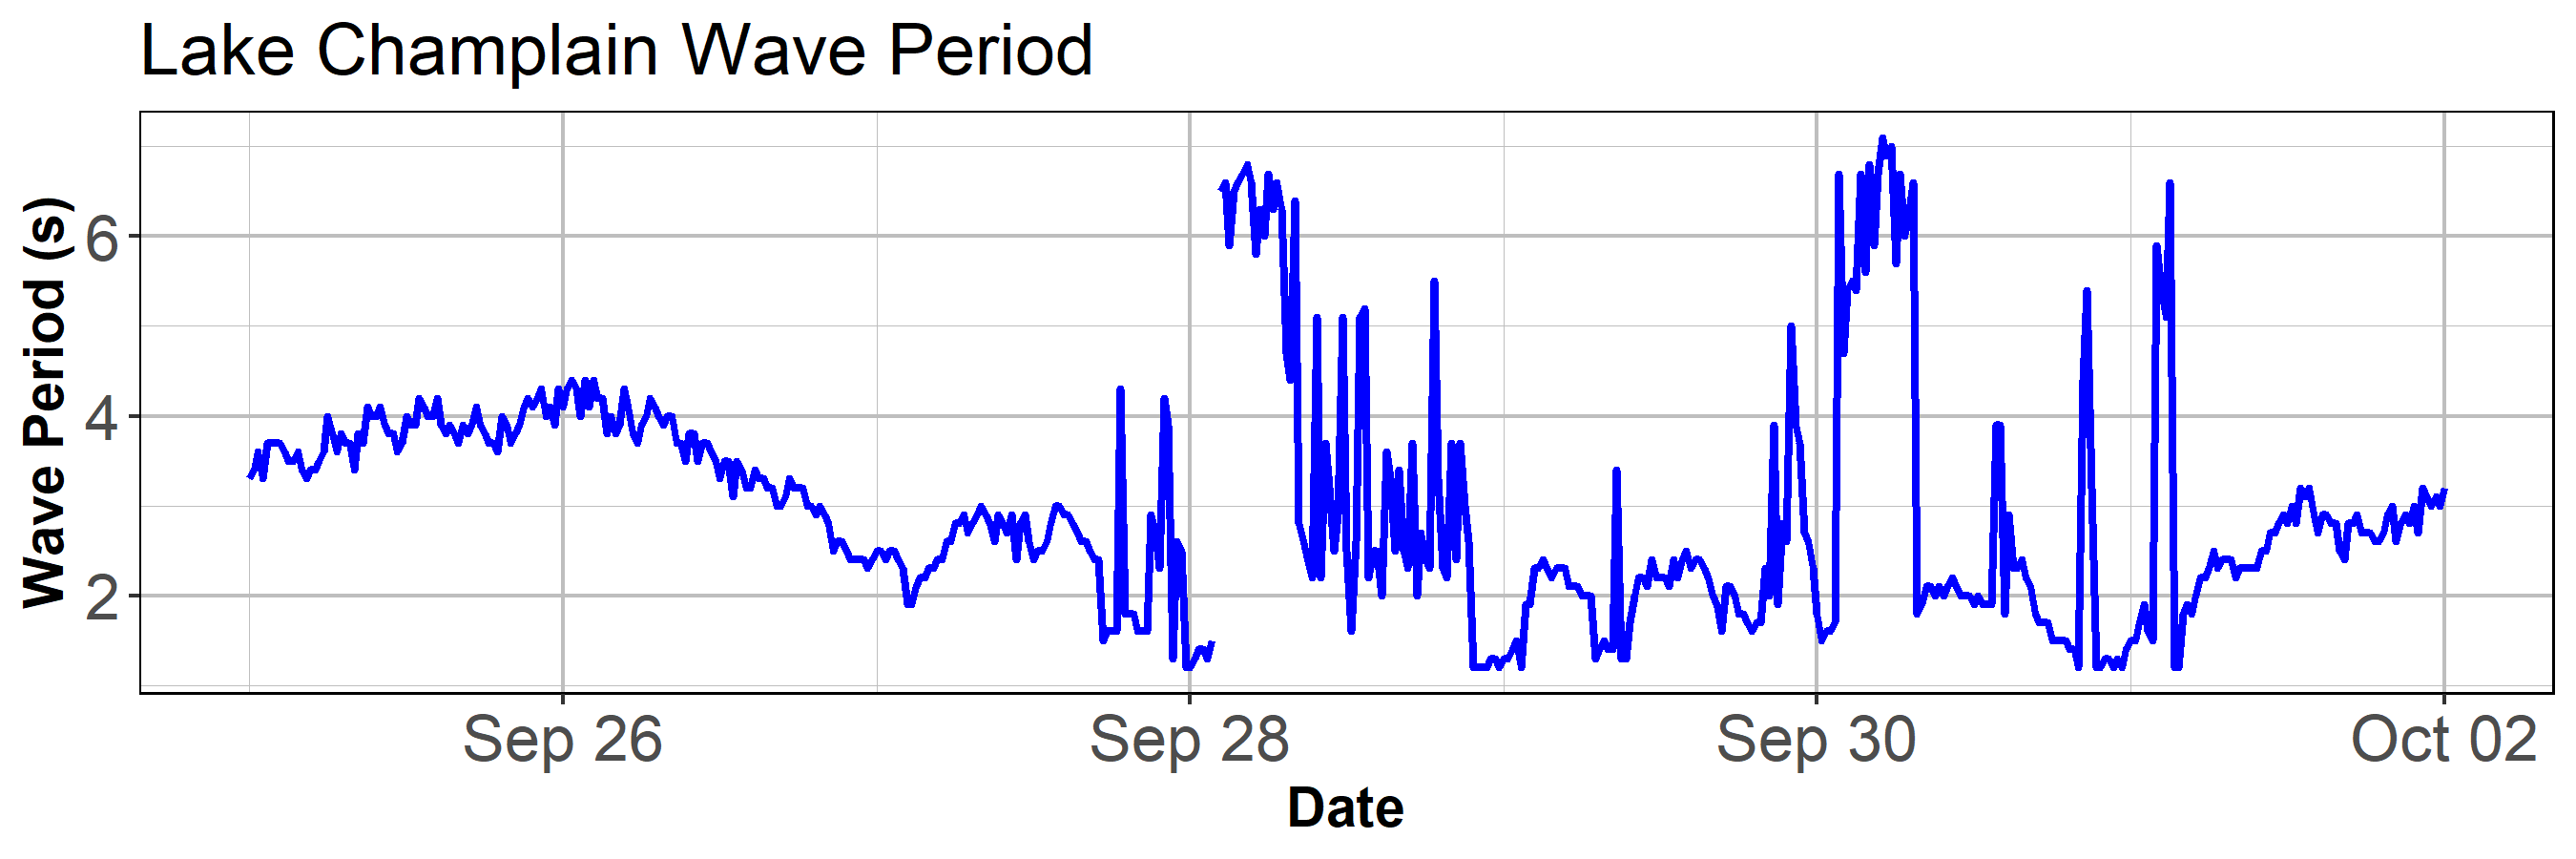 Lake Champlain Wave Period
Wave Period (s)
6
4
2
Sep 26
Sep 28
Sep 30
Oct 02
Date